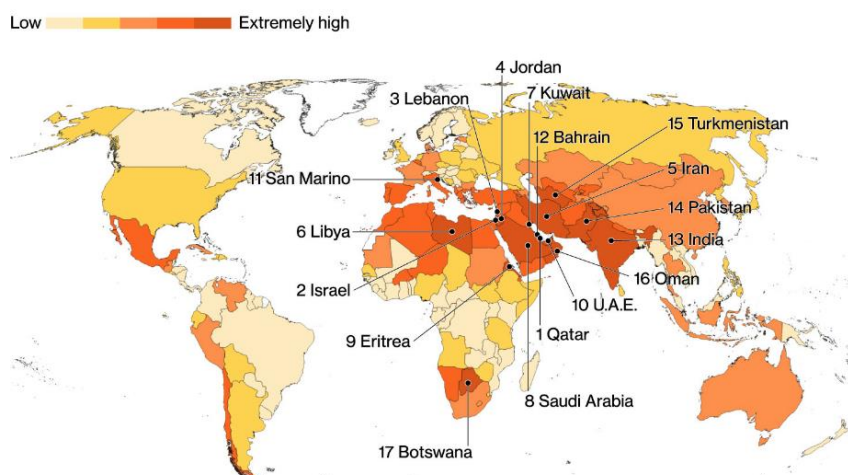 Low Extremely high
4 Jordan
3 Lebanon
7 Kuwait
12 Bahrain
15 Turkmenistan
5 Iran
11 San Marino
14 Pakistan
6 Libya
13 India
2 Israel
16 Oman
10 U.A.E.
9 Eritrea
1 Qatar
8 Saudi Arabia
17 Botswana